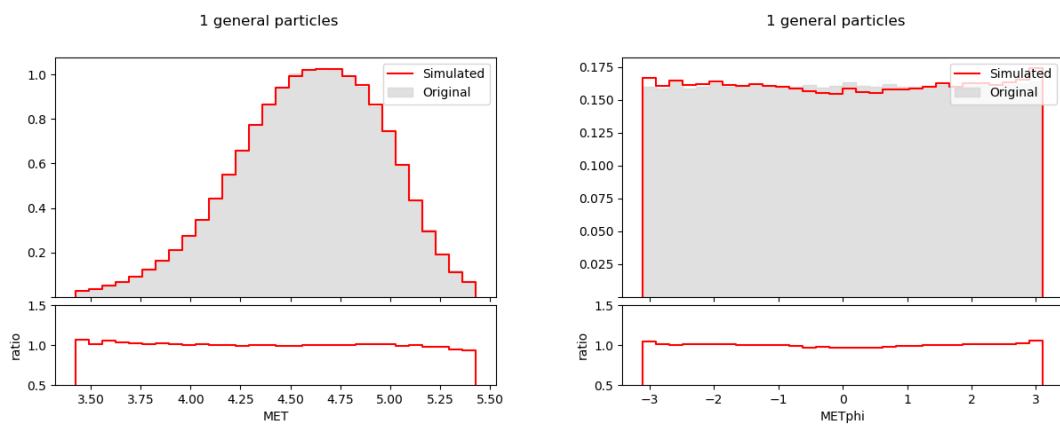 1 general particles
1.0
0.8
0.6
0.4
0.2
Simulated
Original
1.5
1.0
0.5
ratio
3.50 3.75 4.00 4.25 4.50 4.75 5.00 5.25 5.50
MET
1 general particles
0.175
0.150
0.125
0.100
0.075
0.050
0.025
Simulated
Original
1.5
1.0
0.5
ratio
−3 −2 −1 0 1 2 3
METphi